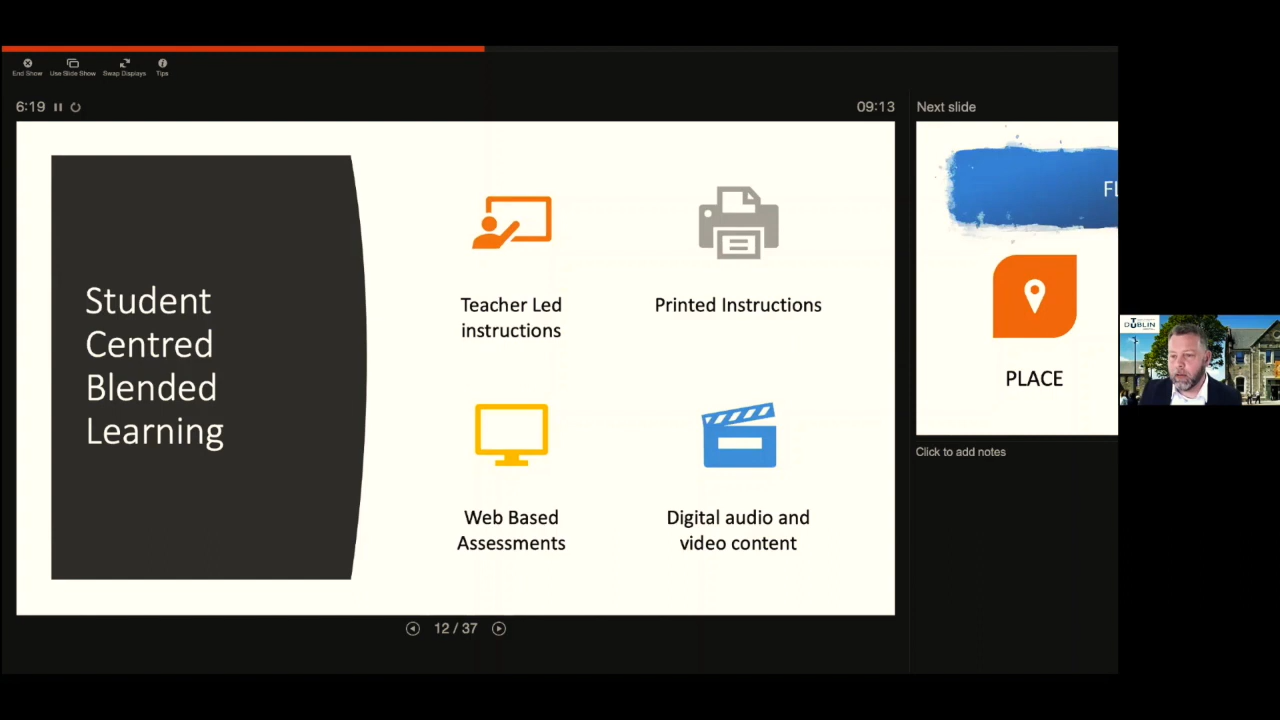 End Show
Use Slide Show
Swap Displays
Tips
6:19
09:13
Next slide
Student
Centred
Blended
Learning
Teacher Led
instructions
Printed Instructions
Web Based
Assessments
Digital audio and
video content
FL
PLACE
Click to add notes
12 / 37
DUBLIN